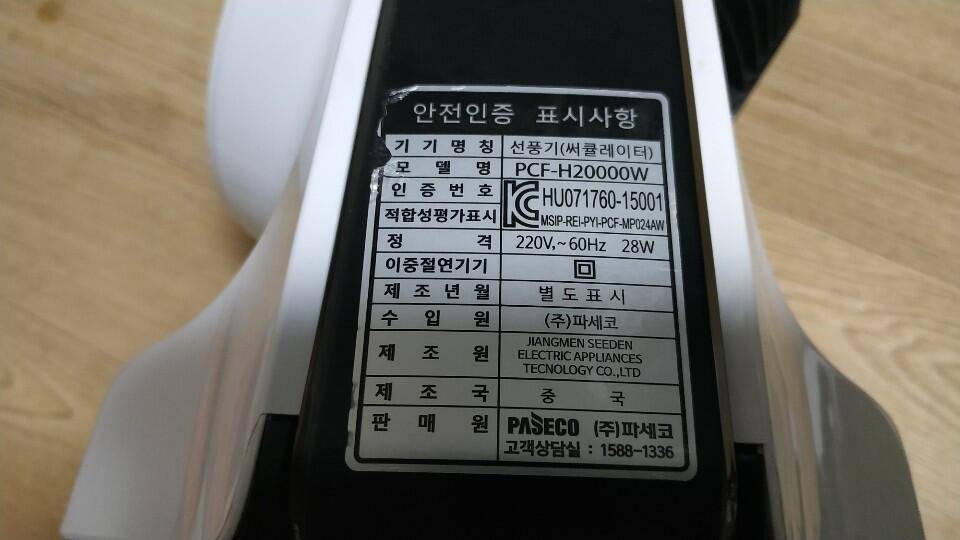 안전인증 표시사항
기기명칭 선풍기(써큘레이터)
모델명 PCF-H20000W
인증번호 HU071760-15001
적합성평가표시 MSIP-REI-PYI-PCF-MP024AW
정격 220V,~60Hz 28W
이중절연기기
제조년월 별도표시
수입원 (주)파세코
제조원 JIANGMEN SEEDEN
ELECTRIC APPLIANCES
TECNOLOGY CO.,LTD
제조국 중국
판매원 PASECO (주)파세코
고객상담실 : 1588-1336